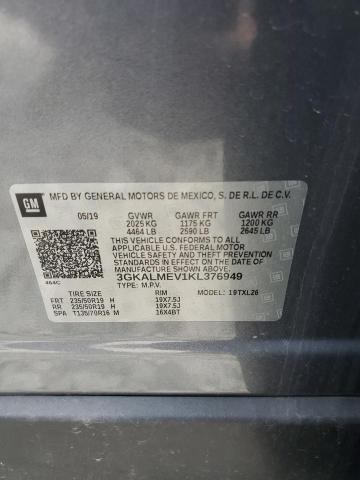 GM
MFD BY GENERAL MOTORS DE MEXICO, S. DE R.L. DE C.V.
05/19 GVWR GAWR FRT GAWR RR
2025 KG 1175 KG 1200 KG
4464 LB 2590 LB 2645 LB
THIS VEHICLE CONFORMS TO ALL
APPLICABLE U.S. FEDERAL MOTOR
VEHICLE SAFETY, BUMPER, AND THEFT
PREVENTION STANDARDS IN EFFECT ON
THE DATE OF MANUFACTURE SHOWN ABOVE.
3GKALMEV1KL376949
464C TYPE: M.P.V. MODEL: 19TXL26
TIRE SIZE RIM
FRT 235/50R19 H 19X7.5J
RR 235/50R19 H 19X7.5J
SPA T135/70R16 M 16X4BT